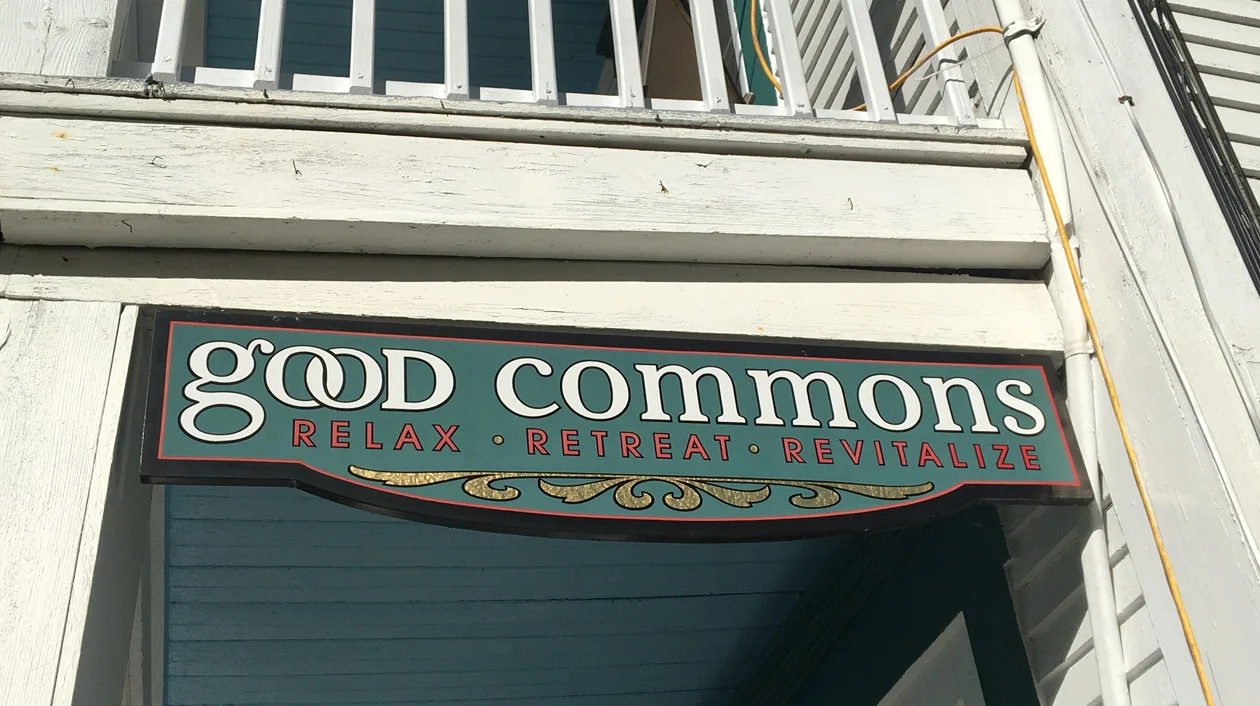 good commons
RELAX • RETREAT • REVITALIZE